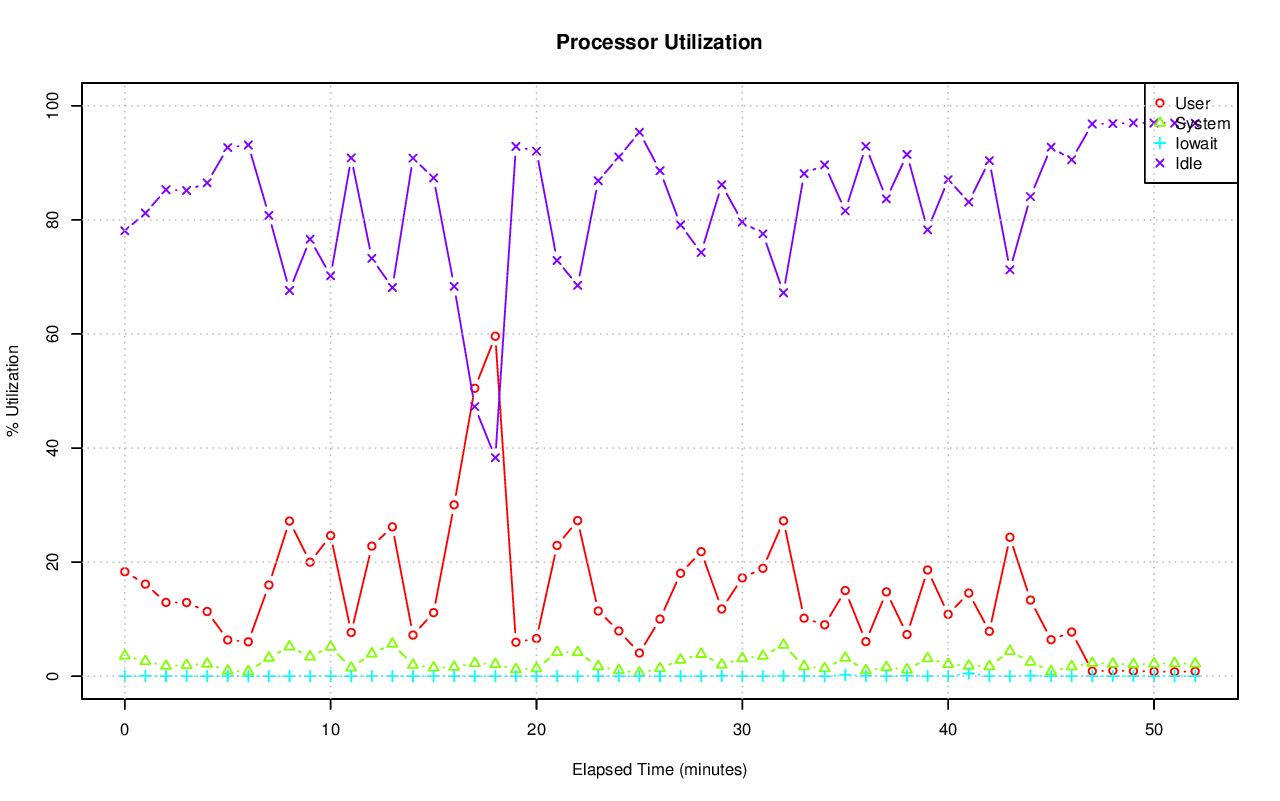 Processor Utilization
% Utilization
100
80
60
40
20
0
User
System
Iowait
Idle
0 10 20 30 40 50
Elapsed Time (minutes)